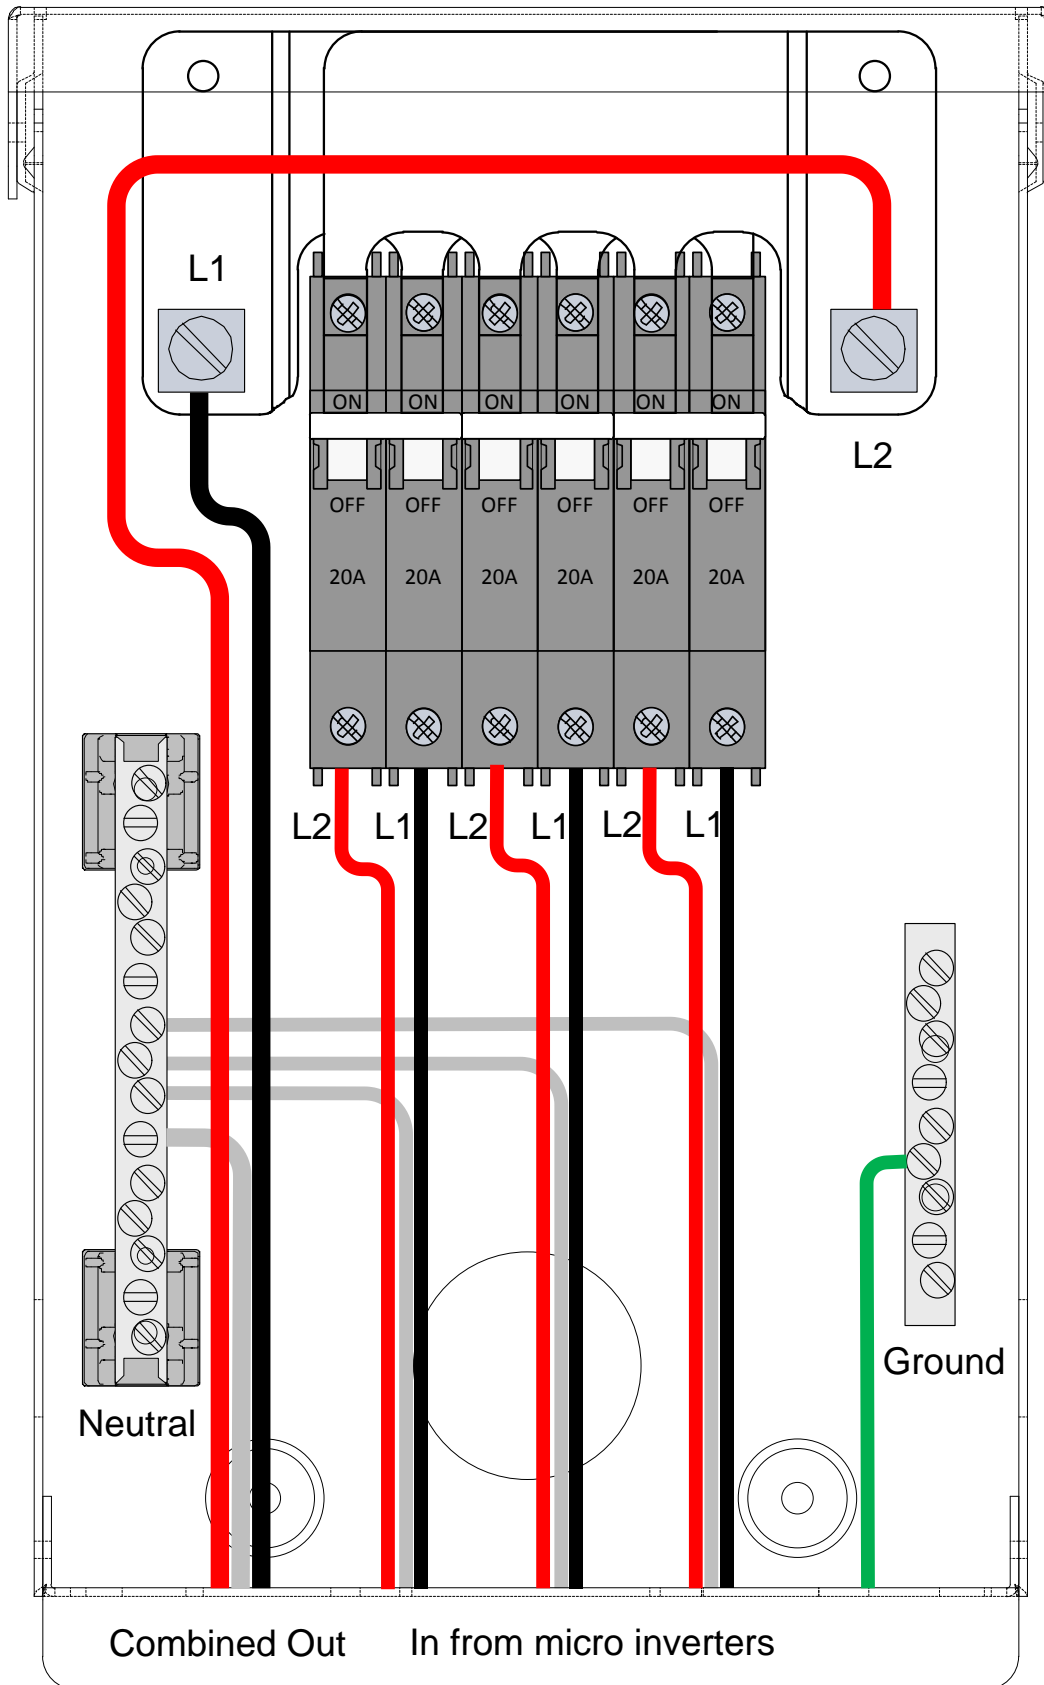 L1
L2
ON ON ON ON ON ON
OFF OFF OFF OFF OFF OFF
20A 20A 20A 20A 20A 20A
L2 L1 L2 L1 L2 L1
Ground
Neutral
Combined Out In from micro inverters